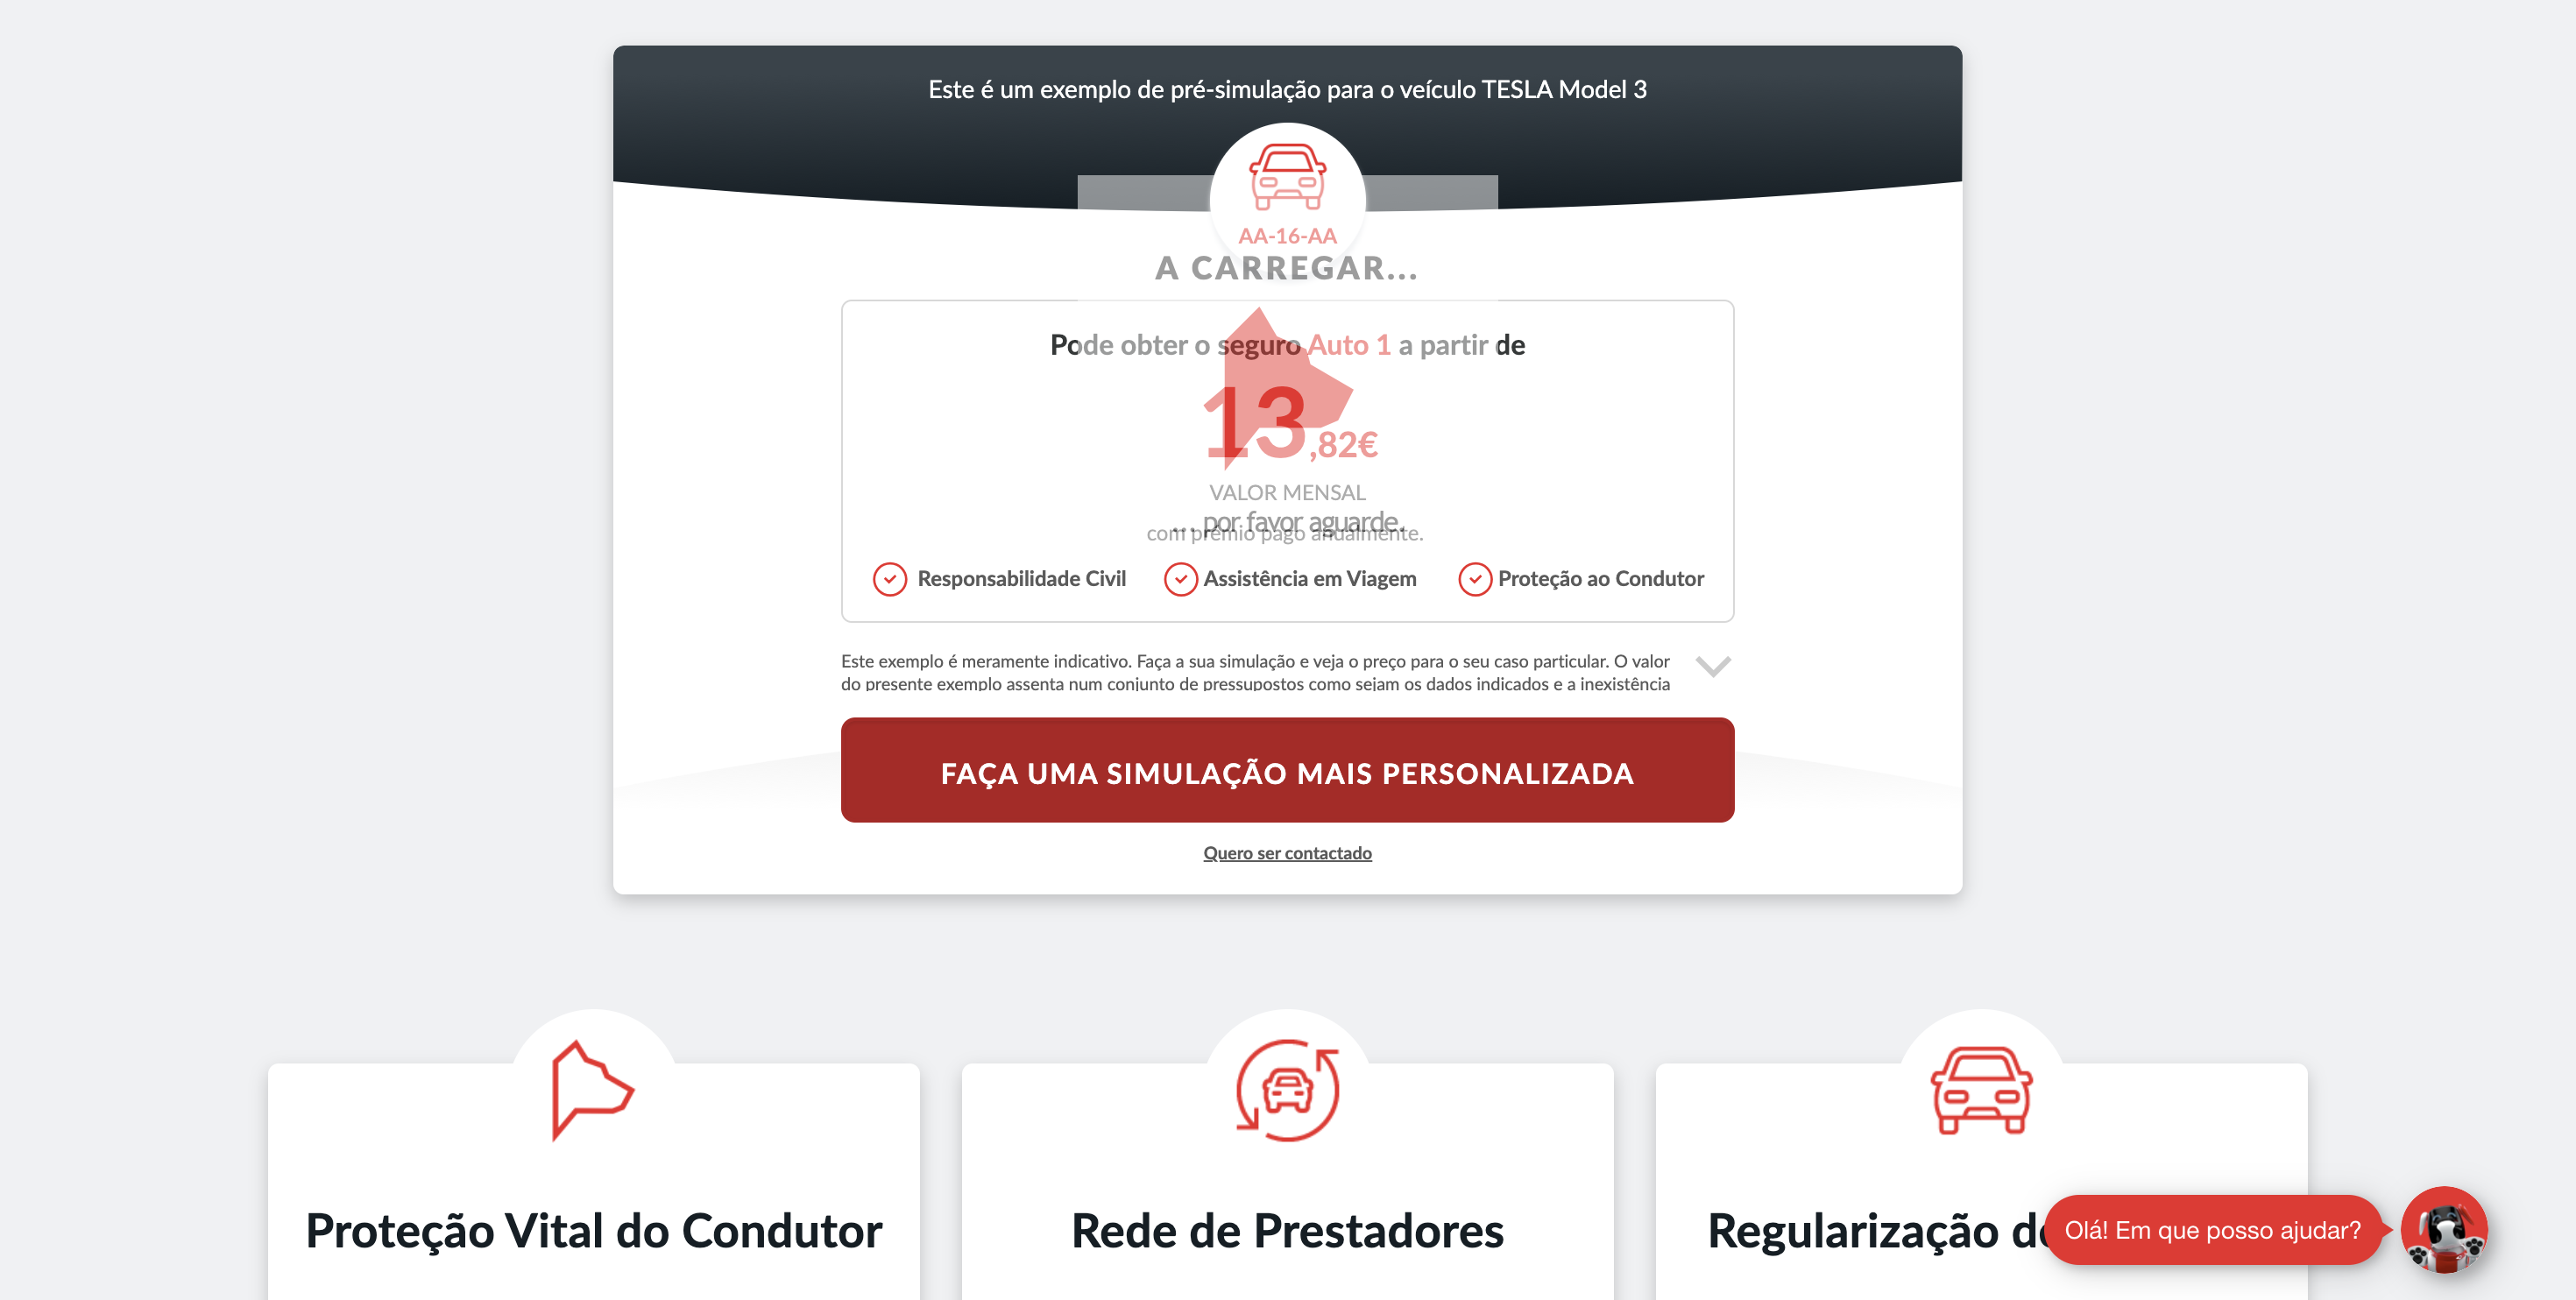 Este é um exemplo de pré-simulação para o veículo TESLA Model 3
AA-16-AA
A CARREGAR...
Pode obter o seguro Auto 1 a partir de
13,82€
VALOR MENSAL
... por favor aguarde.
com prémio pago anualmente.
Responsabilidade Civil
Assistência em Viagem
Proteção ao Condutor
Este exemplo é meramente indicativo. Faça a sua simulação e veja o preço para o seu caso particular. O valor
do presente exemplo assenta num conjunto de pressupostos como sejam os dados indicados e a inexistência
FAÇA UMA SIMULAÇÃO MAIS PERSONALIZADA
Quero ser contactado
Proteção Vital do Condutor
Rede de Prestadores
Regularização
Olá! Em que posso ajudar?